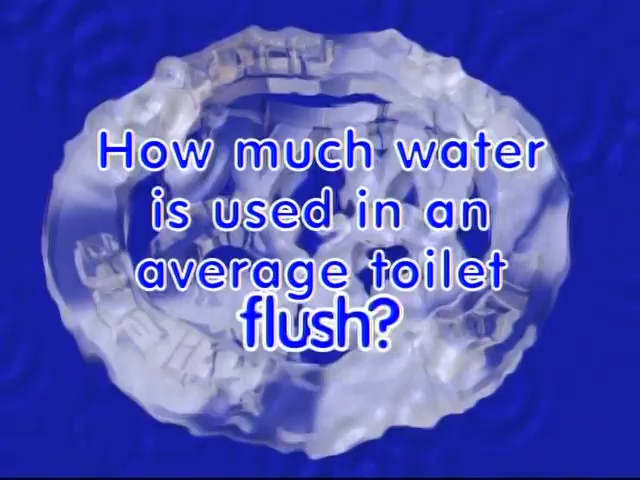 How much water
is used in an
average toilet
flush?